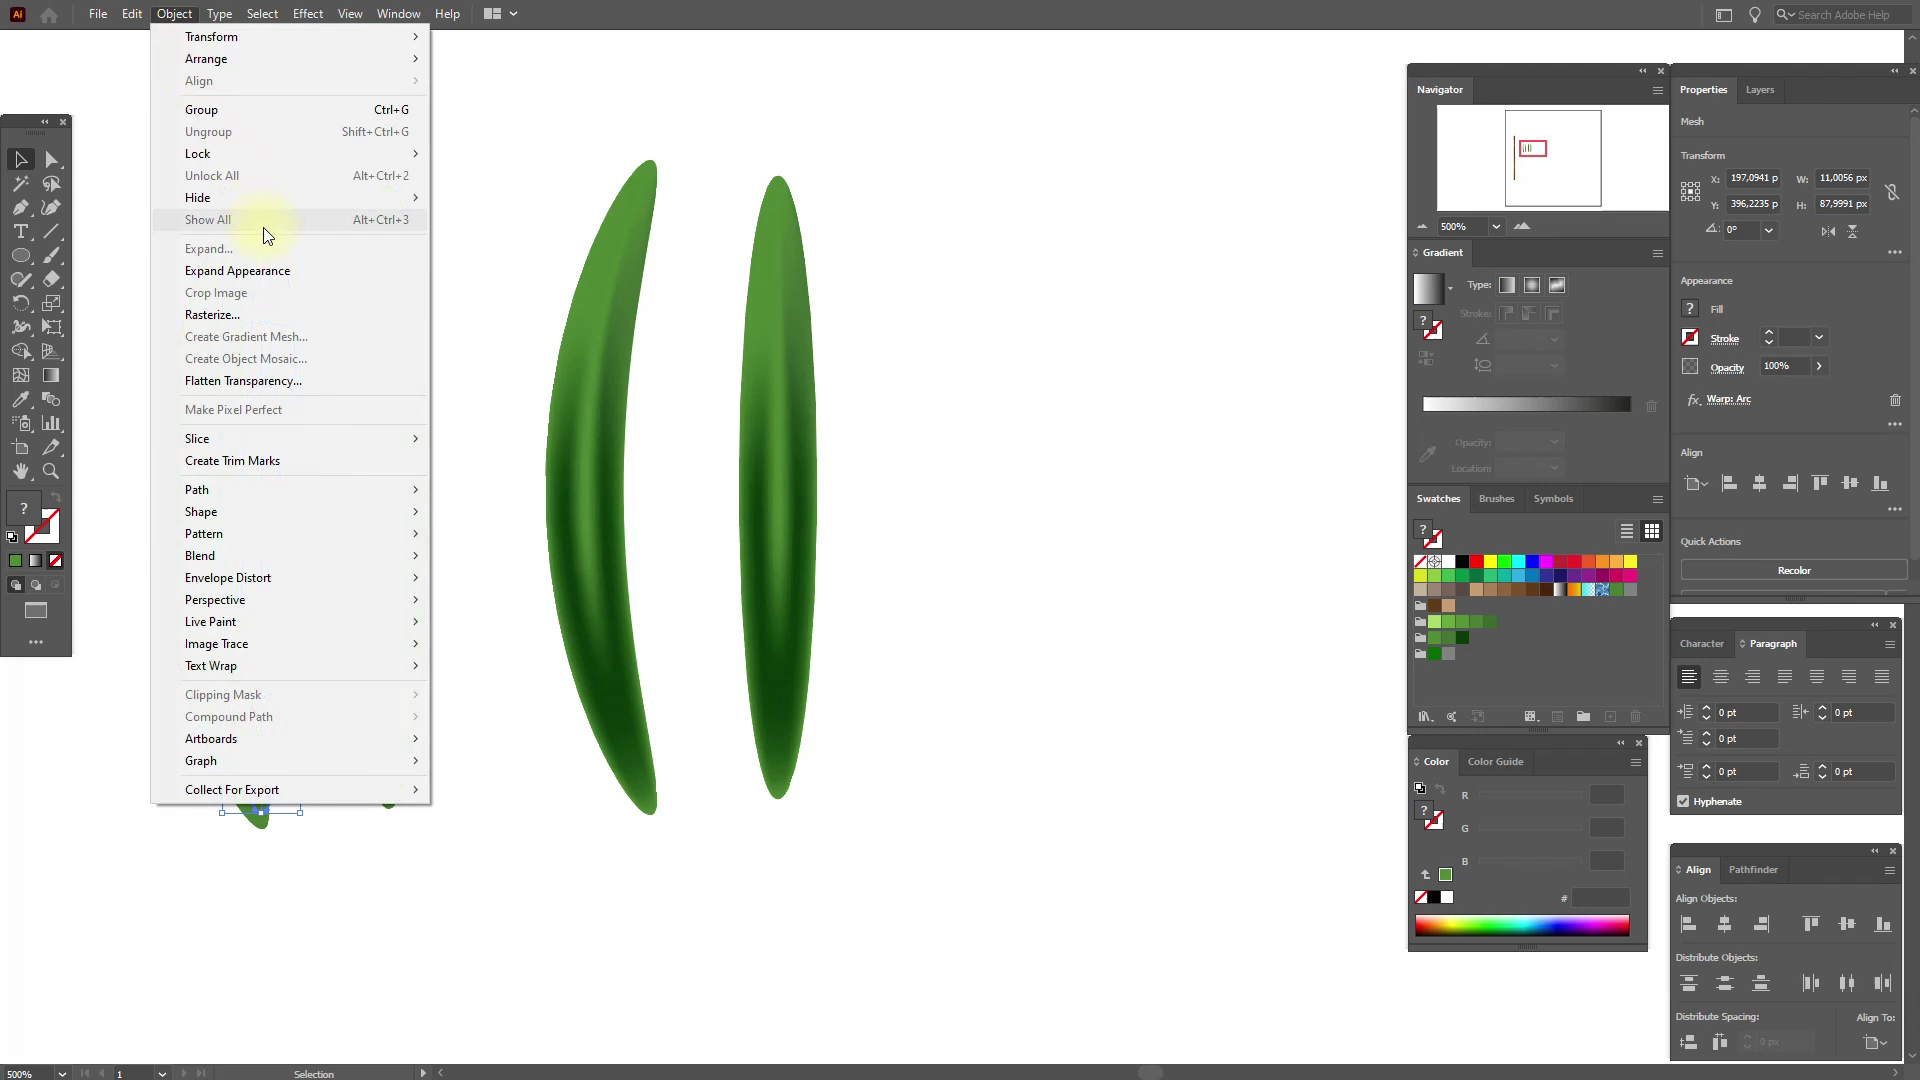 Ai File Edit Object Type Select Effect View Window Help Search Adobe Help
Transform
Arrange
Align
Group Ctrl+G
Ungroup Shift+Ctrl+G
Lock
Unlock All Alt+Ctrl+2
Hide
Show All Alt+Ctrl+3
Expand...
Expand Appearance
Crop Image
Rasterize...
Create Gradient Mesh...
Create Object Mosaic...
Flatten Transparency...
Make Pixel Perfect
Slice
Create Trim Marks
Path
Shape
Pattern
Blend
Envelope Distort
Perspective
Live Paint
Image Trace
Text Wrap
Clipping Mask
Compound Path
Artboards
Graph
Collect For Export
Navigator
500%
Gradient
Type:
Stroke:
Opacity:
Location:
Swatches Brushes Symbols
Color Color Guide
R
G
B
#
Properties Layers
Mesh
Transform
X: 197,0941 p W: 11,0056 px
Y: 396,2235 p H: 87,9991 px
0°
Appearance
Fill
Stroke
Opacity 100%
fx Warp: Arc
Align
Quick Actions
Recolor
Character Paragraph
0 pt 0 pt
0 pt
0 pt 0 pt
Hyphenate
Align Pathfinder
Align Objects:
Distribute Objects:
Distribute Spacing: Align To:
0 px
500% 1 Selection